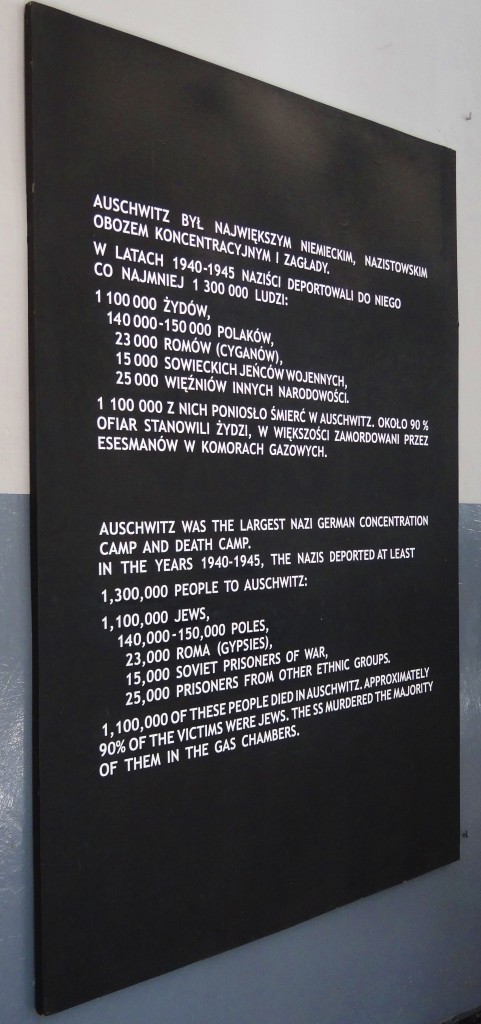 AUSCHWITZ BYŁ NAJWIĘKSZYM NIEMIECKIM, NAZISTOWSKIM
OBOZEM KONCENTRACYJNYM I ZAGŁADY.
W LATACH 1940-1945 NAZIŚCI DEPORTOWALI DO NIEGO
CO NAJMNIEJ 1 300 000 LUDZI:
1 100 000 ŻYDÓW,
140 000-150 000 POLAKÓW,
23 000 ROMÓW (CYGANÓW),
15 000 SOWIECKICH JEŃCÓW WOJENNYCH,
25 000 WIĘŹNIÓW INNYCH NARODOWOŚCI.
1 100 000 Z NICH PONIOSŁO ŚMIERĆ W AUSCHWITZ. OKOŁO 90 %
OFIAR STANOWILI ŻYDZI, W WIĘKSZOŚCI ZAMORDOWANI PRZEZ
ESESMANÓW W KOMORACH GAZOWYCH.
AUSCHWITZ WAS THE LARGEST NAZI GERMAN CONCENTRATION
CAMP AND DEATH CAMP.
IN THE YEARS 1940-1945, THE NAZIS DEPORTED AT LEAST
1,300,000 PEOPLE TO AUSCHWITZ:
1,100,000 JEWS,
140,000-150,000 POLES,
23,000 ROMA (GYPSIES),
15,000 SOVIET PRISONERS OF WAR,
25,000 PRISONERS FROM OTHER ETHNIC GROUPS.
1,100,000 OF THESE PEOPLE DIED IN AUSCHWITZ. APPROXIMATELY
90% OF THE VICTIMS WERE JEWS. THE SS MURDERED THE MAJORITY
OF THEM IN THE GAS CHAMBERS.